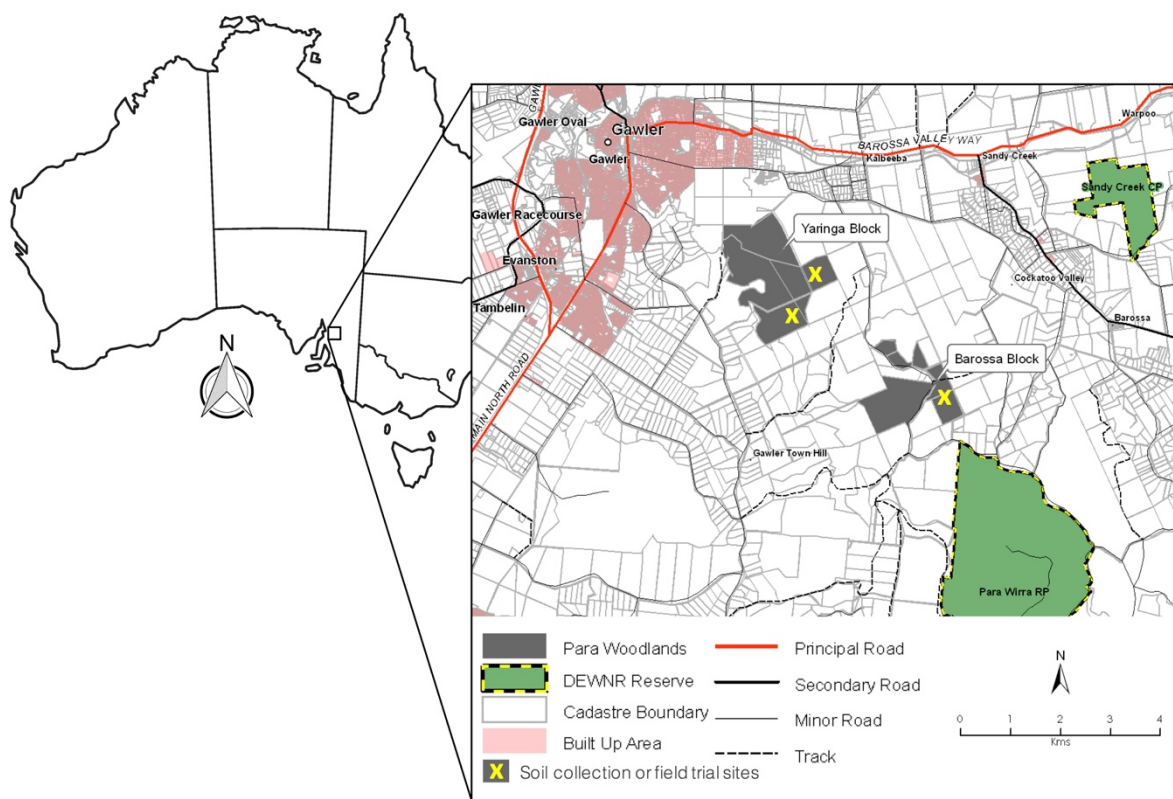 GAWLE
Gawler Oval
Gawler
Gawler
BAROSSA VALLEY WAY
Kalbeeba
Sandy Creek
Warpoo
Sandy Creek CP
Gawler Racecourse
Yaringa Block
Evanston
X
Cockatoo Valley
Tambelin
X
Barossa
N
MAIN NORTH ROAD
Barossa Block
X
Gawler Town Hill
Para Wirra RP
Para Woodlands
Principal Road
DEWNR Reserve
Secondary Road
N
Cadastre Boundary
Minor Road
0 1 2 3 4
Kms
Built Up Area
Track
X Soil collection or field trial sites